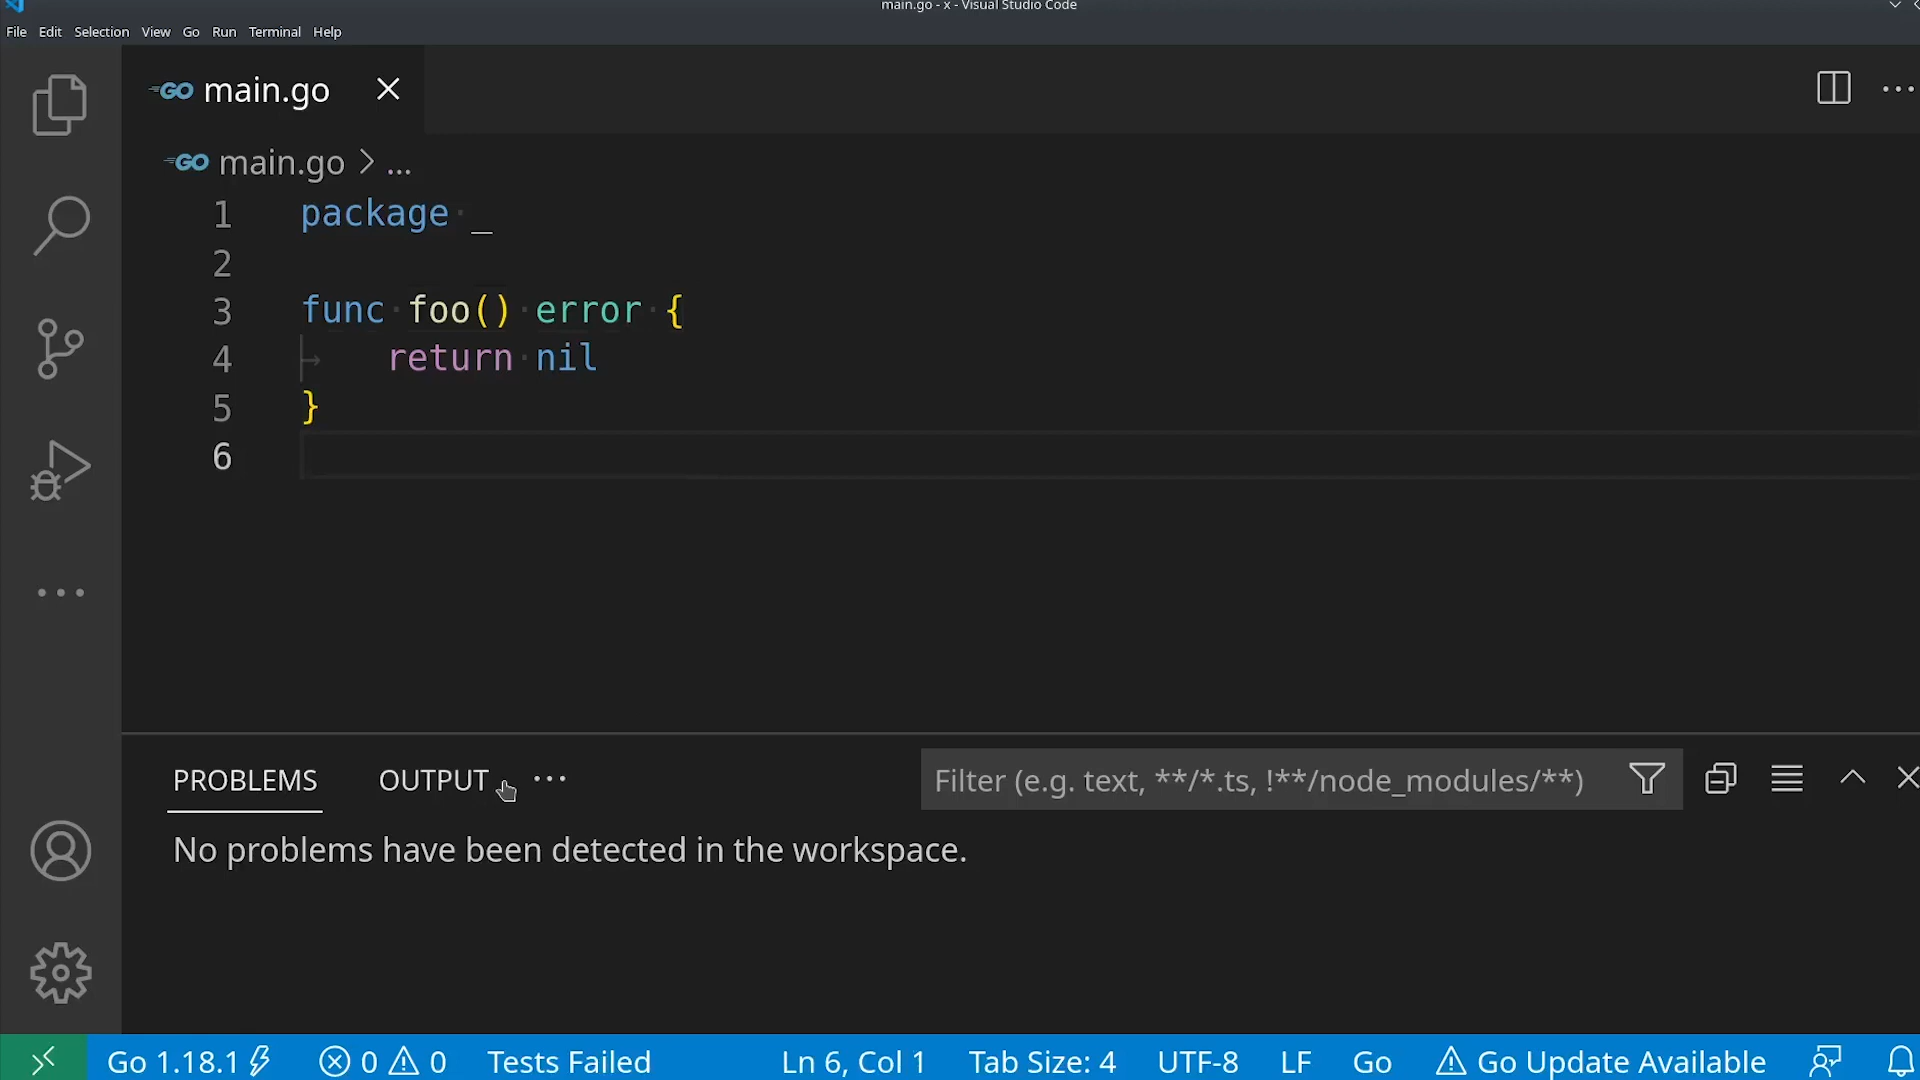 main.go - x - Visual Studio Code
File Edit Selection View Go Run Terminal Help
GO main.go
GO main.go > ...
1 package _
2
3 func foo() error {
4 return nil
5 }
6
PROBLEMS OUTPUT ... Filter (e.g. text, **/*.ts, !**/node_modules/**)
No problems have been detected in the workspace.
Go 1.18.1 0 0 Tests Failed Ln 6, Col 1 Tab Size: 4 UTF-8 LF Go Go Update Available